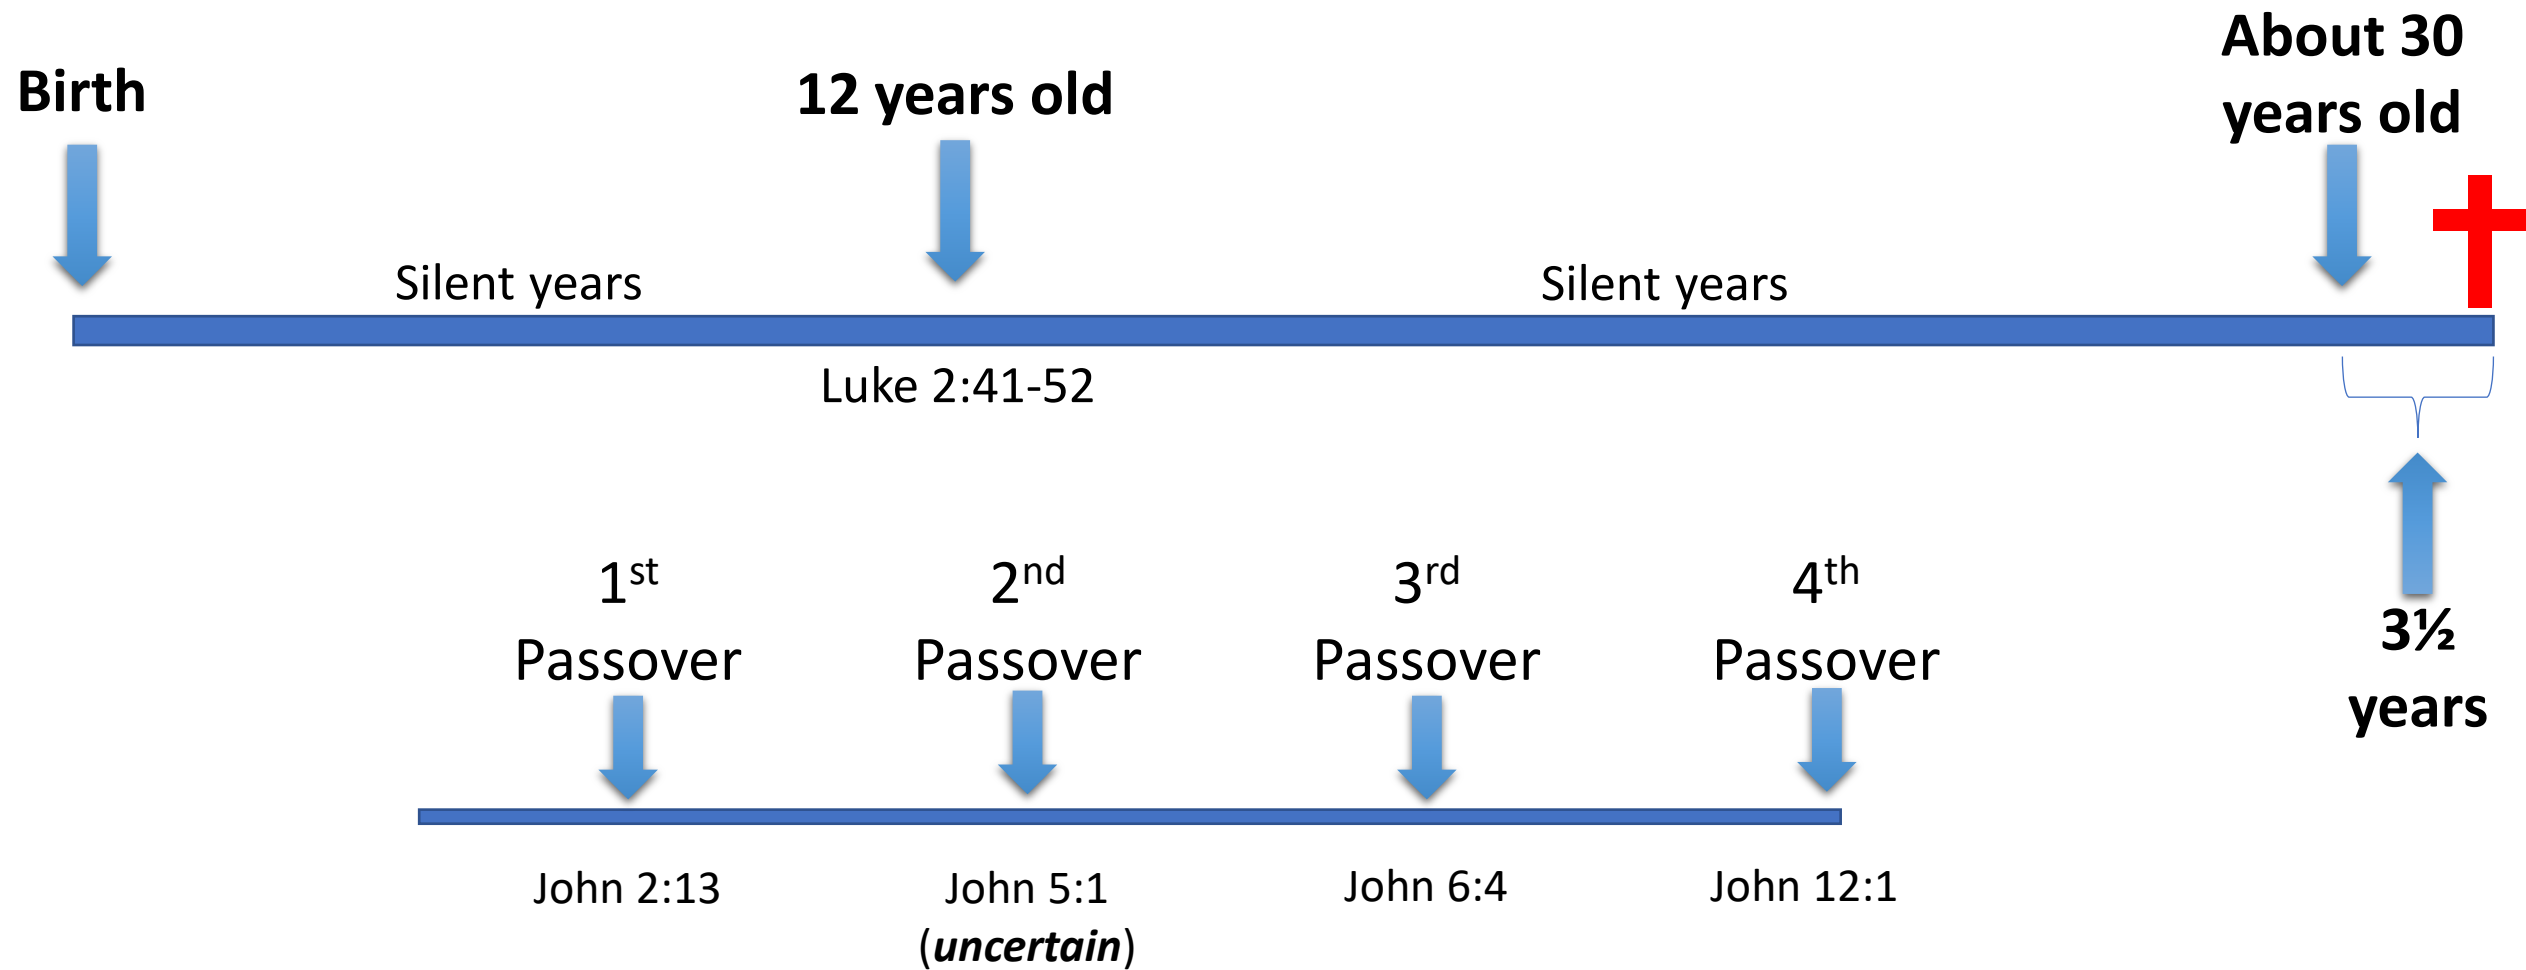 Birth
12 years old
About 30
years old
Silent years
Silent years
Luke 2:41-52
1st
Passover
2nd
Passover
3rd
Passover
4th
Passover
3½
years
John 2:13
John 5:1
(uncertain)
John 6:4
John 12:1